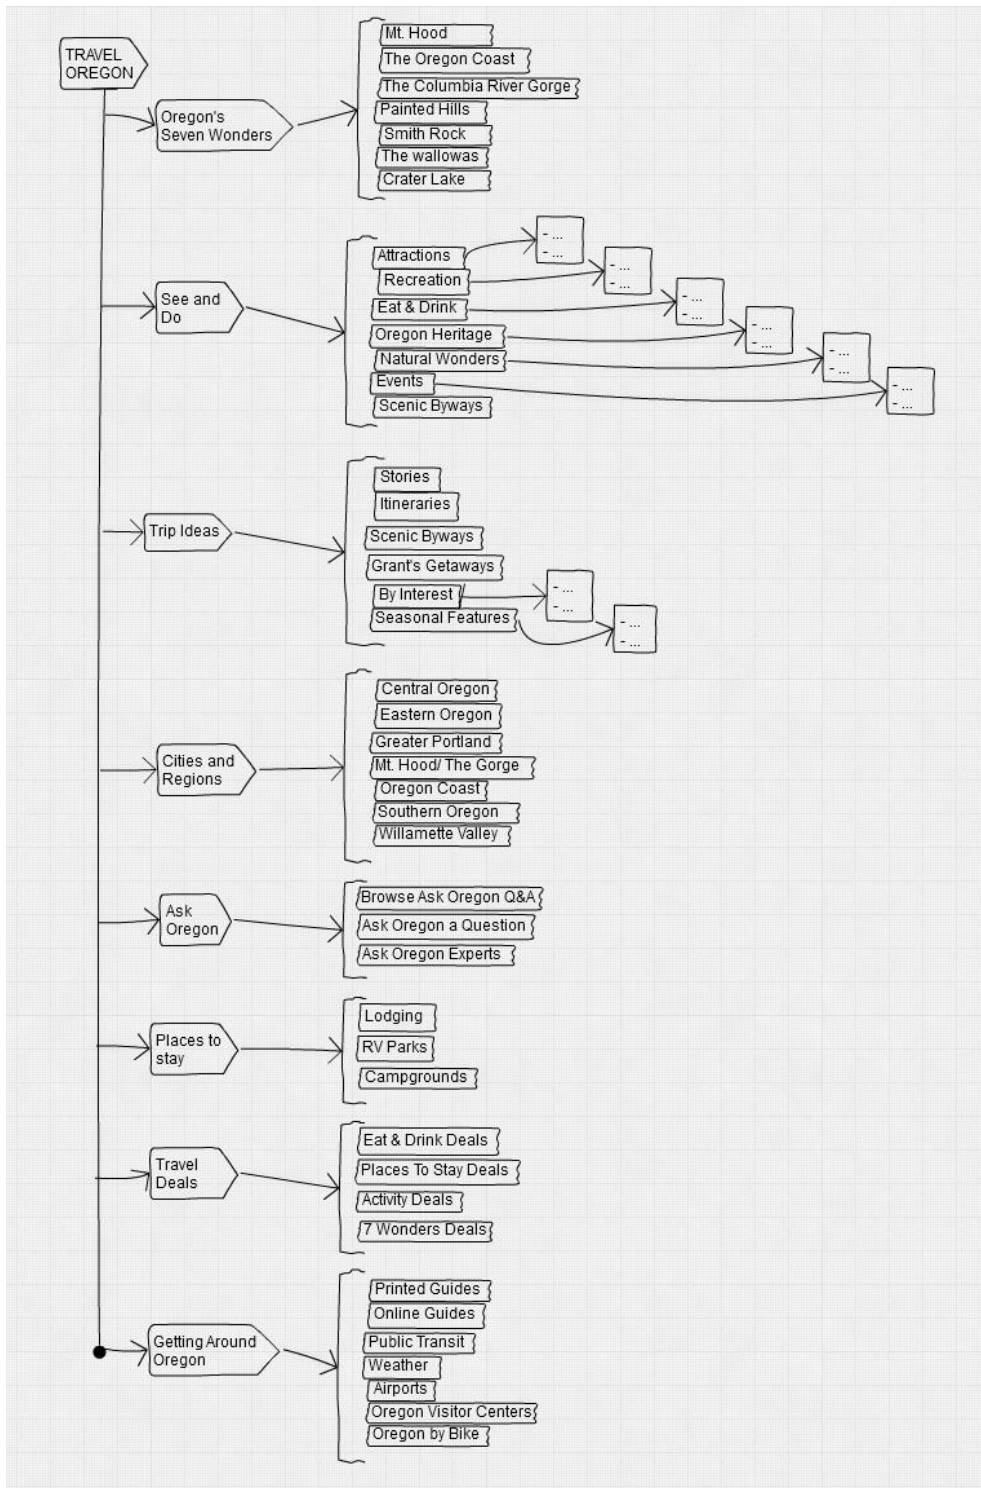 TRAVEL
OREGON
Oregon's
Seven Wonders
Mt. Hood
The Oregon Coast
The Columbia River Gorge
Painted Hills
Smith Rock
The wallowas
Crater Lake
See and
Do
Attractions
- ...
- ...
Recreation
- ...
- ...
Eat & Drink
- ...
- ...
Oregon Heritage
- ...
- ...
Natural Wonders
- ...
- ...
Events
- ...
- ...
Scenic Byways
Trip Ideas
Stories
Itineraries
Scenic Byways
Grant's Getaways
By Interest
- ...
- ...
Seasonal Features
- ...
- ...
Cities and
Regions
Central Oregon
Eastern Oregon
Greater Portland
Mt. Hood/ The Gorge
Oregon Coast
Southern Oregon
Willamette Valley
Ask
Oregon
Browse Ask Oregon Q&A
Ask Oregon a Question
Ask Oregon Experts
Places to
stay
Lodging
RV Parks
Campgrounds
Travel
Deals
Eat & Drink Deals
Places To Stay Deals
Activity Deals
7 Wonders Deals
Getting Around
Oregon
Printed Guides
Online Guides
Public Transit
Weather
Airports
Oregon Visitor Centers
Oregon by Bike